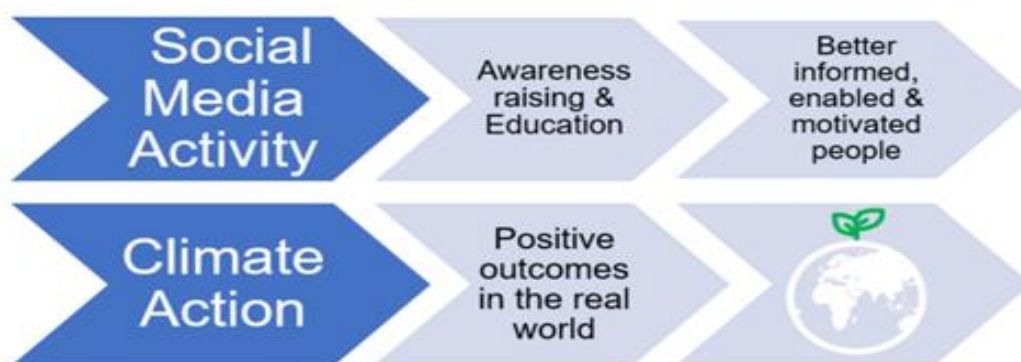 Social
Media
Activity
Awareness
raising &
Education
Better
informed,
enabled &
motivated
people
Climate
Action
Positive
outcomes
in the real
world